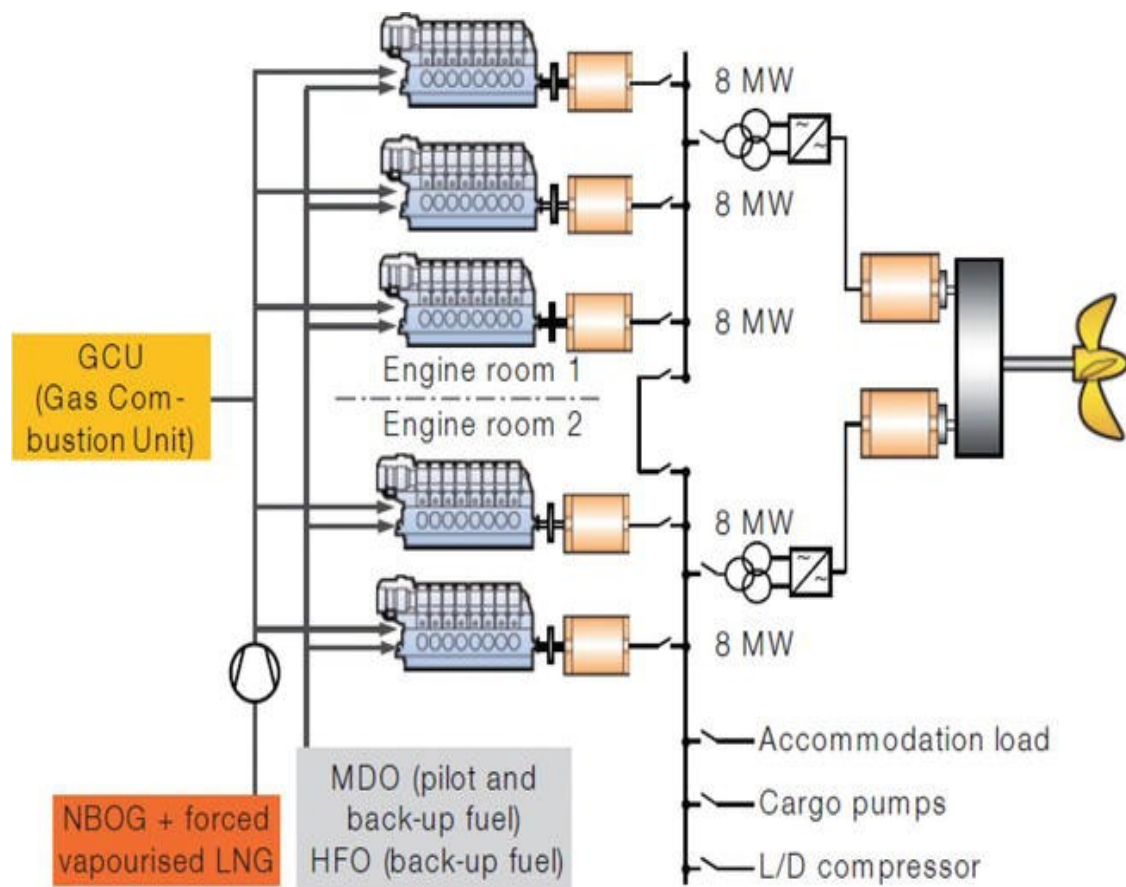 8 MW
8 MW
8 MW
Engine room 1
Engine room 2
GCU
(Gas Com-
bustion Unit)
8 MW
8 MW
NBOG + forced
vapourised LNG
MDO (pilot and
back-up fuel)
HFO (back-up fuel)
Accommodation load
Cargo pumps
L/D compressor